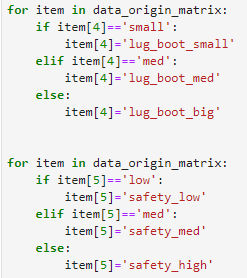 for item in data_origin_matrix:
    if item[4]=='small':
        item[4]='lug_boot_small'
    elif item[4]=='med':
        item[4]='lug_boot_med'
    else:
        item[4]='lug_boot_big'
for item in data_origin_matrix:
    if item[5]=='low':
        item[5]='safety_low'
    elif item[5]=='med':
        item[5]='safety_med'
    else:
        item[5]='safety_high'